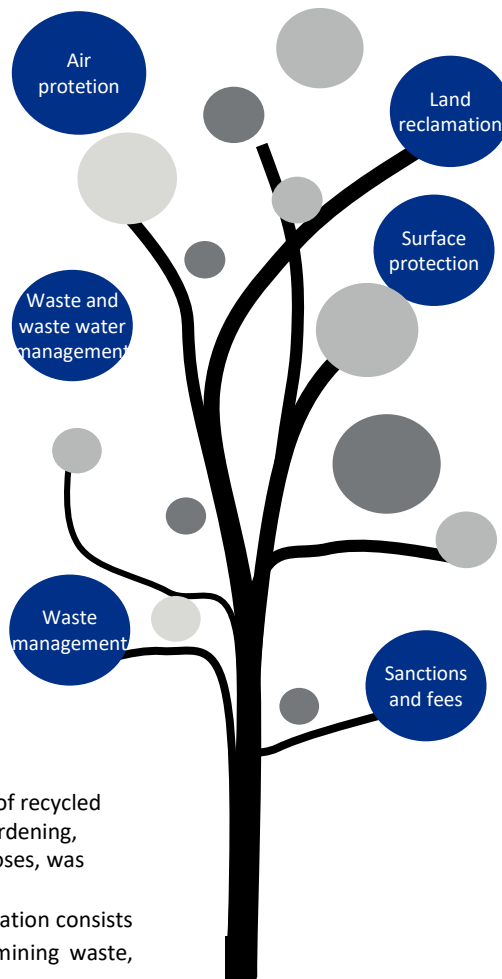 Air
protetion
Land
reclamation
Surface
protection
Waste and
waste water
management
Waste
management
Sanctions
and fees
of recycled
rdening,
oses, was
ation consists
mining waste,